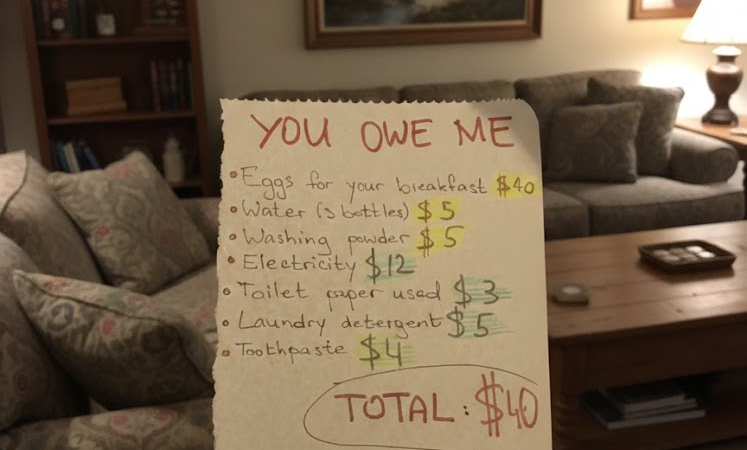 YOU OWE ME
• Eggs for your breakfast $40
• Water (3 bottles) $5
• Washing powder $5
• Electricity $12
• Toilet paper used $3
• Laundry detergent $5
• Toothpaste $4
TOTAL: $40